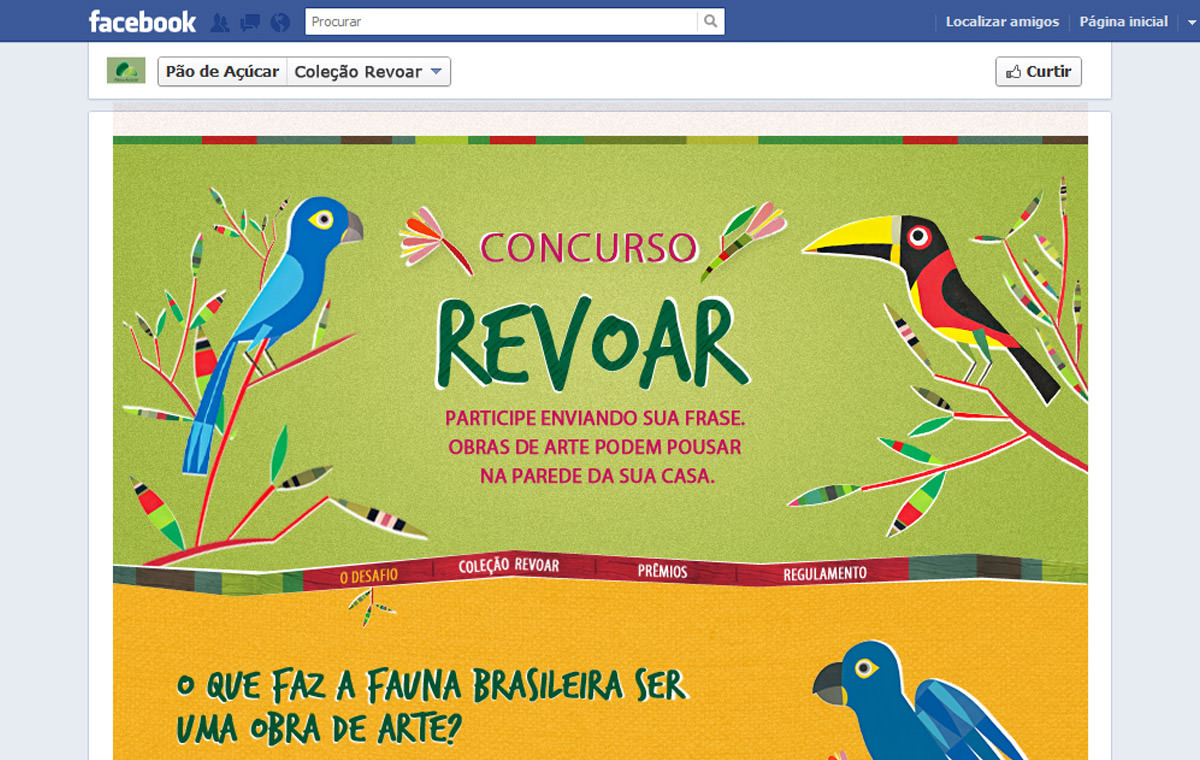 facebook
Procurar
Localizar amigos
Página inicial
Pão de Açúcar
Coleção Revoar
Curtir
CONCURSO
REVOAR
PARTICIPE ENVIANDO SUA FRASE.
OBRAS DE ARTE PODEM POUSAR
NA PAREDE DA SUA CASA.
O DESAFIO
COLEÇÃO REVOAR
PRÊMIOS
REGULAMENTO
O QUE FAZ A FAUNA BRASILEIRA SER
UMA OBRA DE ARTE?